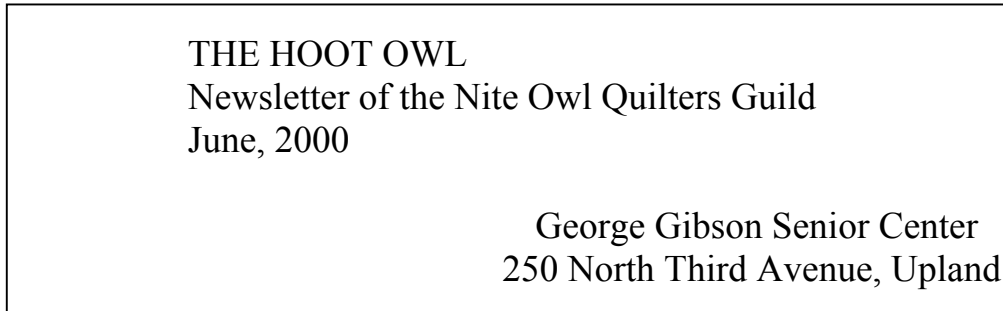 THE HOOT OWL
Newsletter of the Nite Owl Quilters Guild
June, 2000
George Gibson Senior Center
250 North Third Avenue, Upland